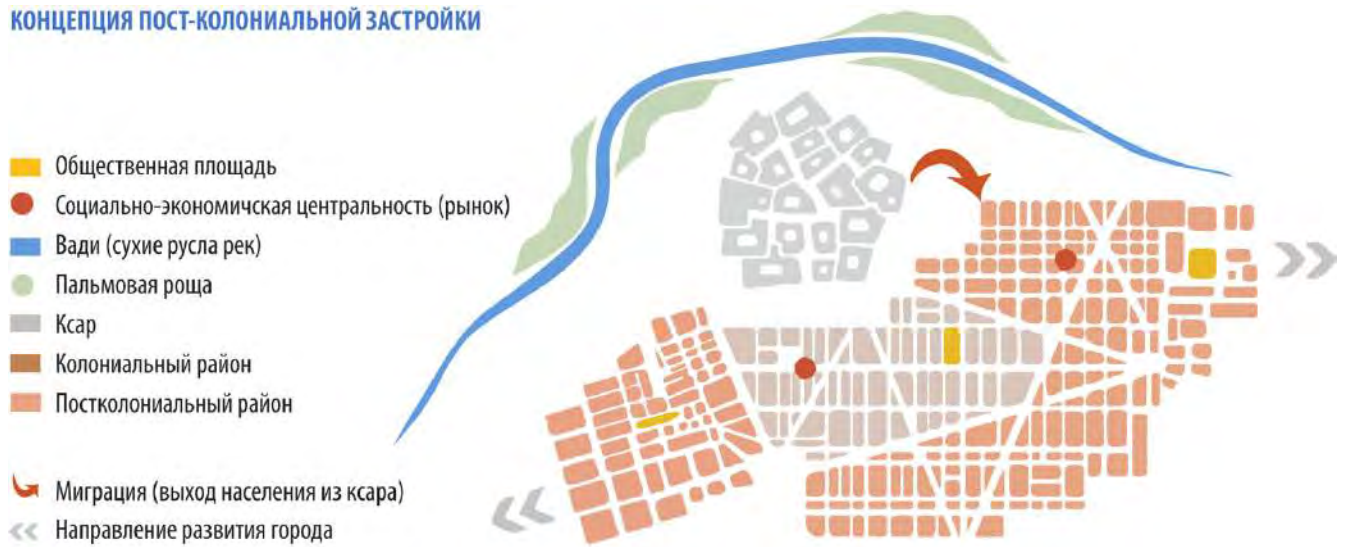 КОНЦЕПЦИЯ ПОСТ-КОЛОНИАЛЬНОЙ ЗАСТРОЙКИ
Общественная площадь
Социально-экономичская центральность (рынок)
Вади (сухие русла рек)
Пальмовая роща
Ксар
Колониальный район
Постколониальный район
Миграция (выход населения из ксара)
Направление развития города